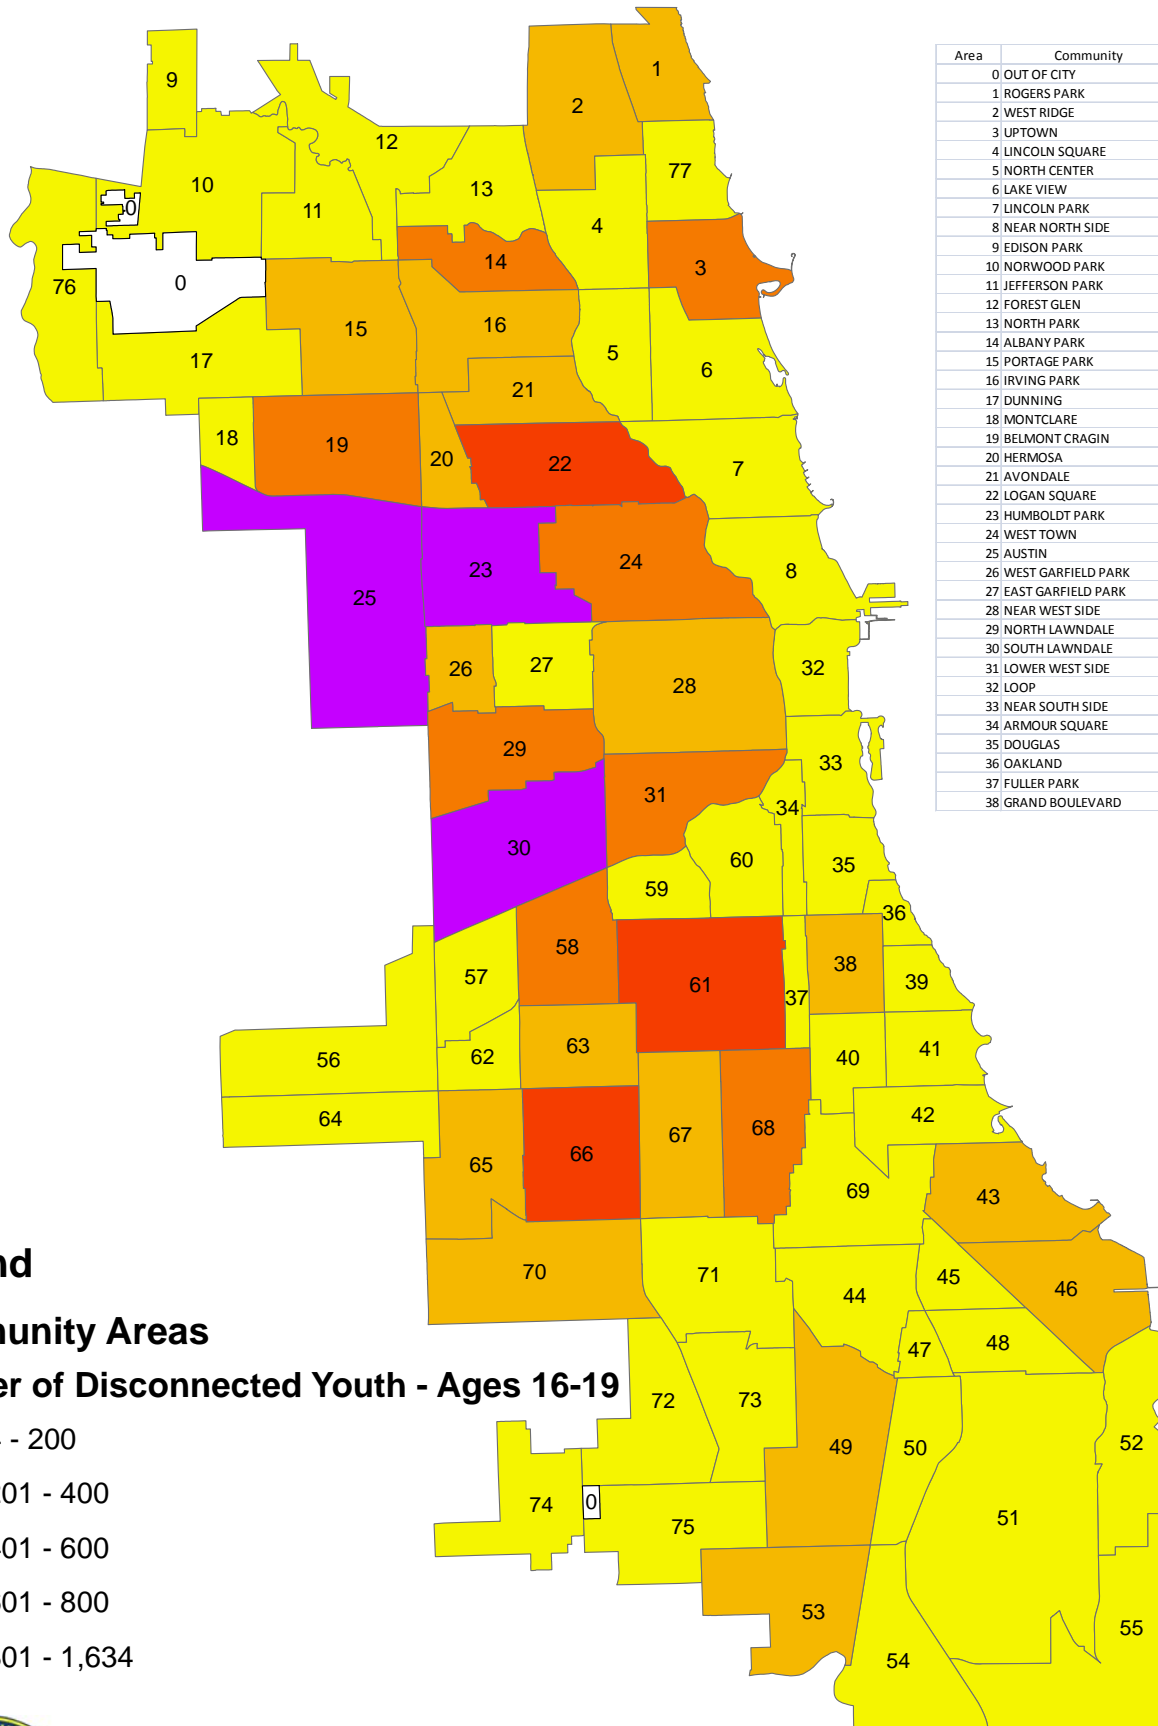 Area Community
0 OUT OF CITY
1 ROGERS PARK
2 WEST RIDGE
3 UPTOWN
4 LINCOLN SQUARE
5 NORTH CENTER
6 LAKE VIEW
7 LINCOLN PARK
8 NEAR NORTH SIDE
9 EDISON PARK
10 NORWOOD PARK
11 JEFFERSON PARK
12 FOREST GLEN
13 NORTH PARK
14 ALBANY PARK
15 PORTAGE PARK
16 IRVING PARK
17 DUNNING
18 MONTCLARE
19 BELMONT CRAGIN
20 HERMOSA
21 AVONDALE
22 LOGAN SQUARE
23 HUMBOLDT PARK
24 WEST TOWN
25 AUSTIN
26 WEST GARFIELD PARK
27 EAST GARFIELD PARK
28 NEAR WEST SIDE
29 NORTH LAWNDALE
30 SOUTH LAWNDALE
31 LOWER WEST SIDE
32 LOOP
33 NEAR SOUTH SIDE
34 ARMOUR SQUARE
35 DOUGLAS
36 OAKLAND
37 FULLER PARK
38 GRAND BOULEVARD
1
9
2
12
77
10
13
0
11
4
14
3
76
0
15
16
5
17
6
21
18
19
20
22
7
24
23
8
25
27
26
32
28
29
33
31
34
30
60
35
59
36
58
38
57
39
61
37
63
41
62
40
56
64
42
68
67
66
65
69
43
70
71
45
46
44
48
47
72
73
52
49
50
74
0
51
75
53
55
54
nd
unity Areas
er of Disconnected Youth - Ages 16-19
- 200
01 - 400
01 - 600
01 - 800
01 - 1,634